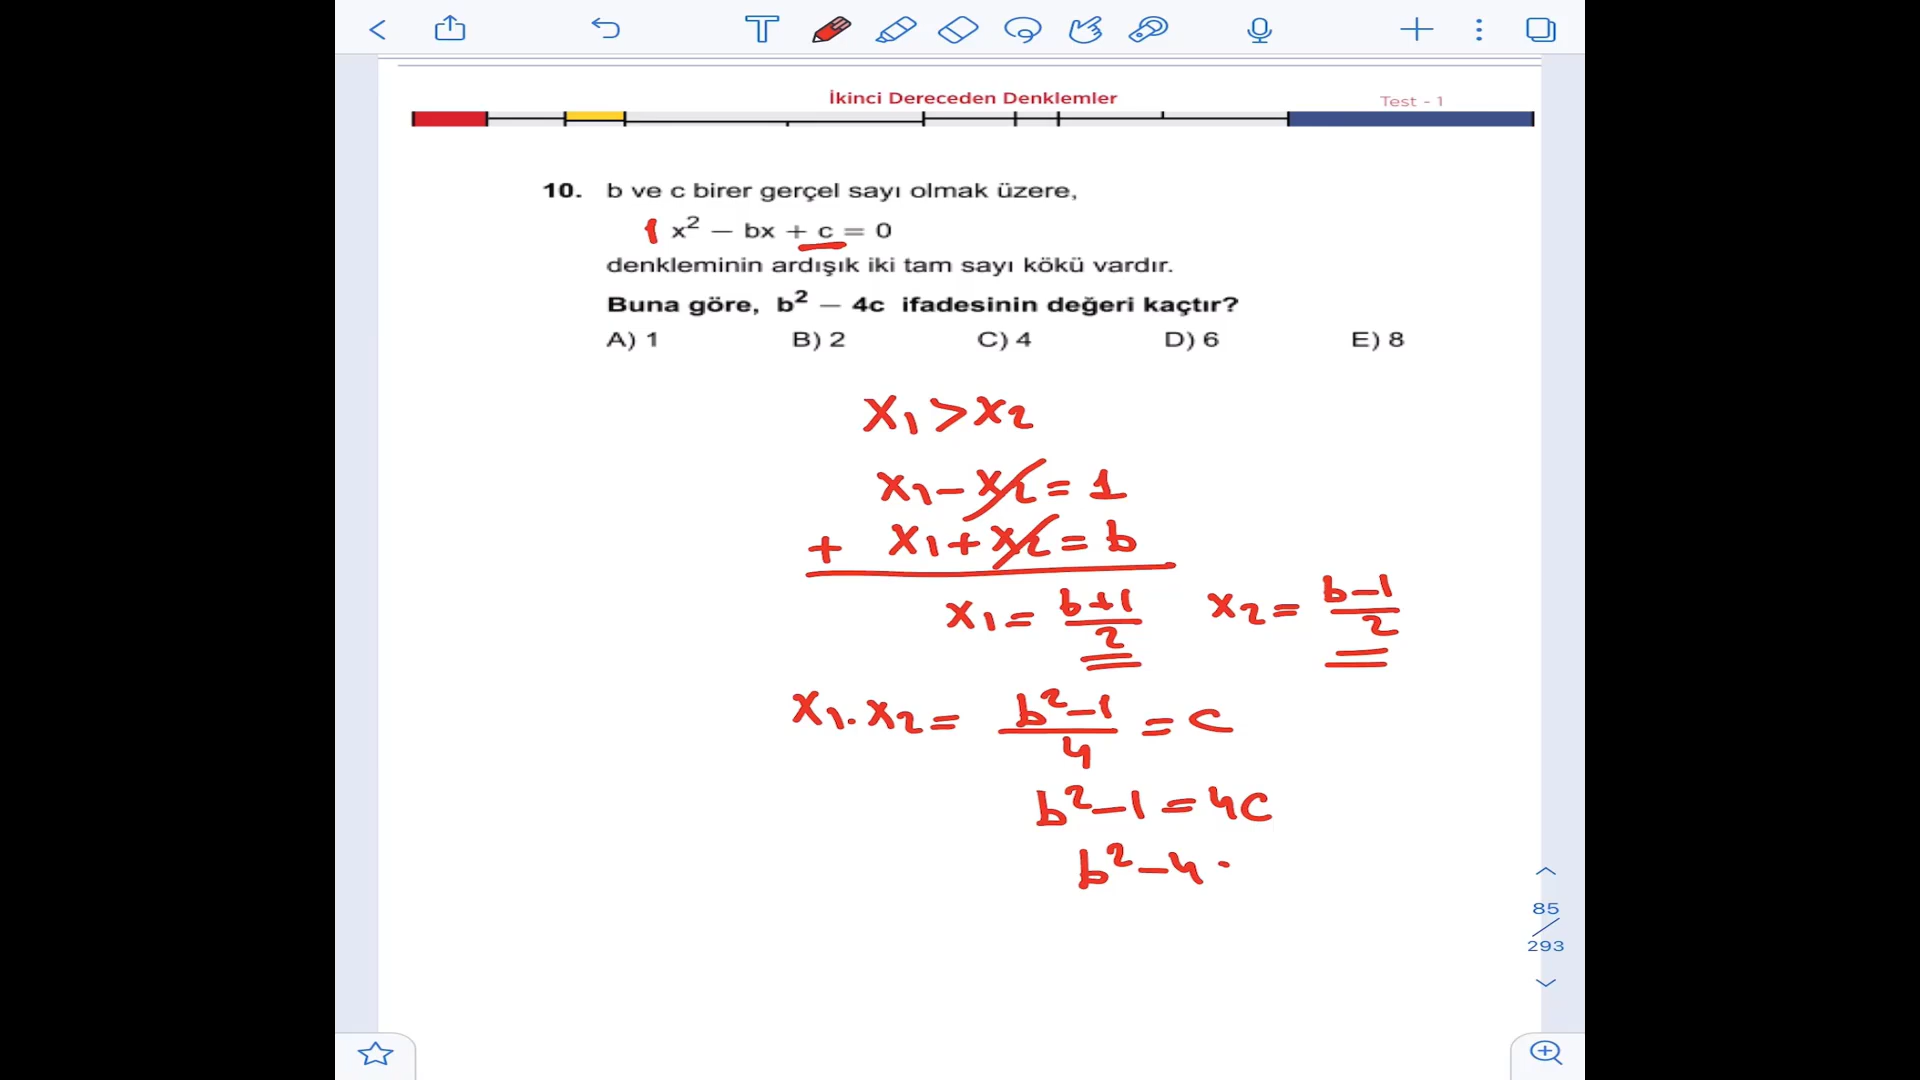 İkinci Dereceden Denklemler
Test - 1
10. b ve c birer gerçel sayı olmak üzere,
1 x² − bx + c = 0
denkleminin ardışık iki tam sayı kökü vardır.
Buna göre, b² − 4c ifadesinin değeri kaçtır?
A) 1 B) 2 C) 4 D) 6 E) 8
x₁ > x₂
x₁ − x₂ = 1
+ x₁ + x₂ = b
x₁ = b+1/2 x₂ = b−1/2
x₁ . x₂ = b²−1/4 = c
b² − 1 = 4c
b² − 4
85
293